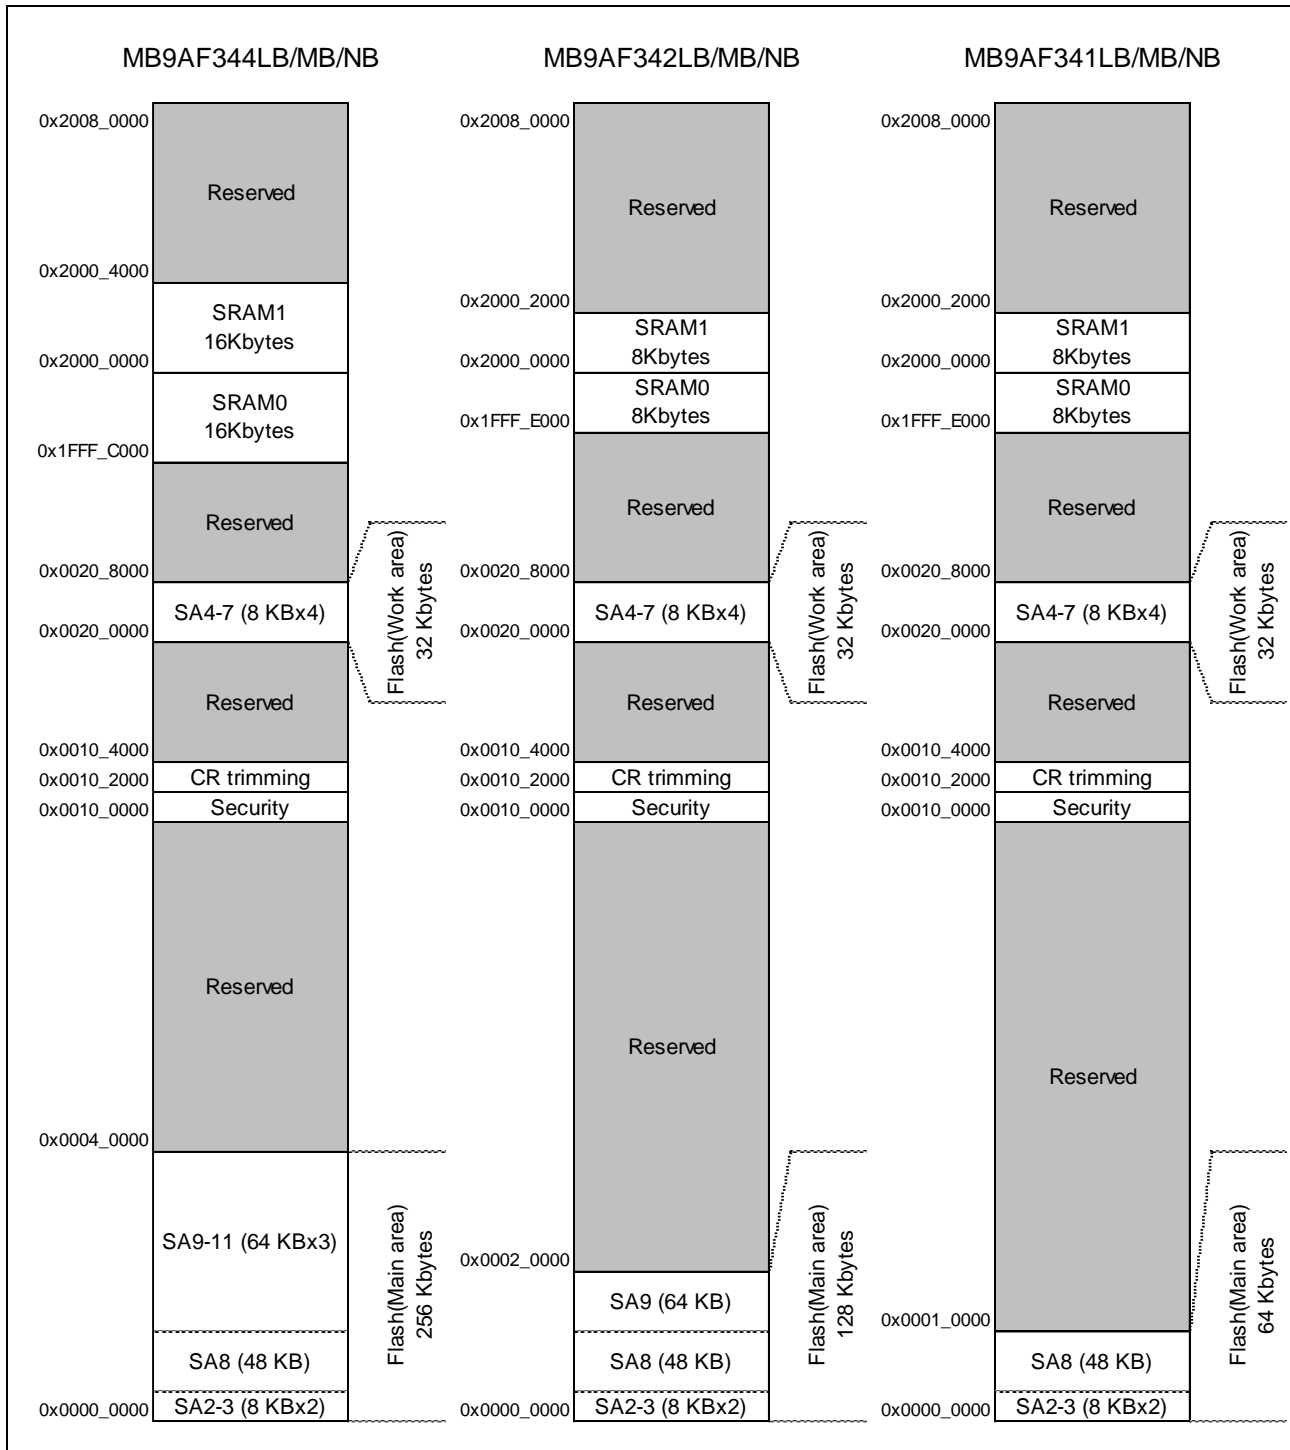 MB9AF344LB/MB/NB
0x2008_0000
Reserved
0x2000_4000
SRAM1
16Kbytes
0x2000_0000
SRAM0
16Kbytes
0x1FFF_C000
Reserved
0x0020_8000
SA4-7 (8 KBx4)
0x0020_0000
Flash(Work area)
32 Kbytes
Reserved
0x0010_4000
CR trimming
0x0010_2000
Security
0x0010_0000
Reserved
0x0004_0000
SA9-11 (64 KBx3)
Flash(Main area)
256 Kbytes
SA8 (48 KB)
SA2-3 (8 KBx2)
0x0000_0000
MB9AF342LB/MB/NB
0x2008_0000
Reserved
0x2000_2000
SRAM1
8Kbytes
0x2000_0000
SRAM0
8Kbytes
0x1FFF_E000
Reserved
0x0020_8000
SA4-7 (8 KBx4)
0x0020_0000
Flash(Work area)
32 Kbytes
Reserved
0x0010_4000
CR trimming
0x0010_2000
Security
0x0010_0000
Reserved
0x0002_0000
SA9 (64 KB)
Flash(Main area)
128 Kbytes
SA8 (48 KB)
SA2-3 (8 KBx2)
0x0000_0000
MB9AF341LB/MB/NB
0x2008_0000
Reserved
0x2000_2000
SRAM1
8Kbytes
0x2000_0000
SRAM0
8Kbytes
0x1FFF_E000
Reserved
0x0020_8000
SA4-7 (8 KBx4)
0x0020_0000
Flash(Work area)
32 Kbytes
Reserved
0x0010_4000
CR trimming
0x0010_2000
Security
0x0010_0000
Reserved
0x0001_0000
Flash(Main area)
64 Kbytes
SA8 (48 KB)
SA2-3 (8 KBx2)
0x0000_0000